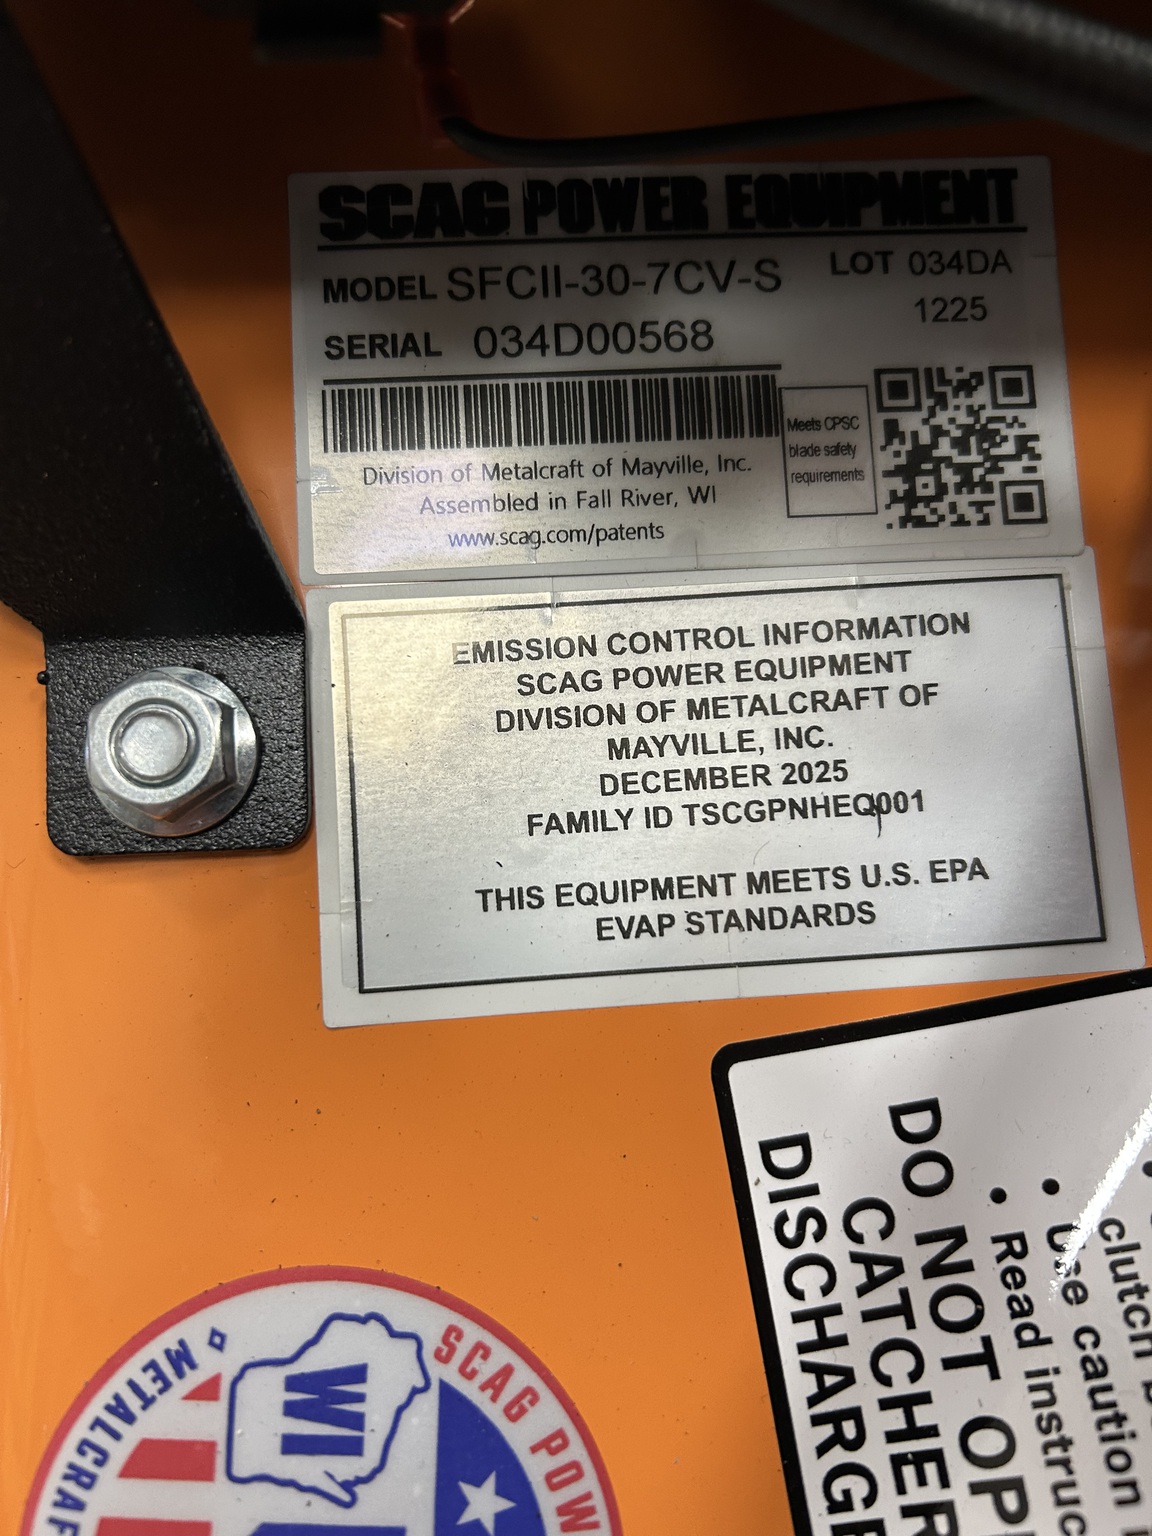 SCAG POWER EQUIPMENT
MODEL SFCII-30-7CV-S
LOT 034DA
1225
SERIAL 034D00568
Meets CPSC
blade safety
requirements
Division of Metalcraft of Mayville, Inc.
Assembled in Fall River, WI
www.scag.com/patents
EMISSION CONTROL INFORMATION
SCAG POWER EQUIPMENT
DIVISION OF METALCRAFT OF
MAYVILLE, INC.
DECEMBER 2025
FAMILY ID TSCGPNHEQ001
THIS EQUIPMENT MEETS U.S. EPA
EVAP STANDARDS
clutch
• Use caution
• Read instruc
DO NOT OP
CATCHER
DISCHARGE
METALCRAF
SCAG POW
WI